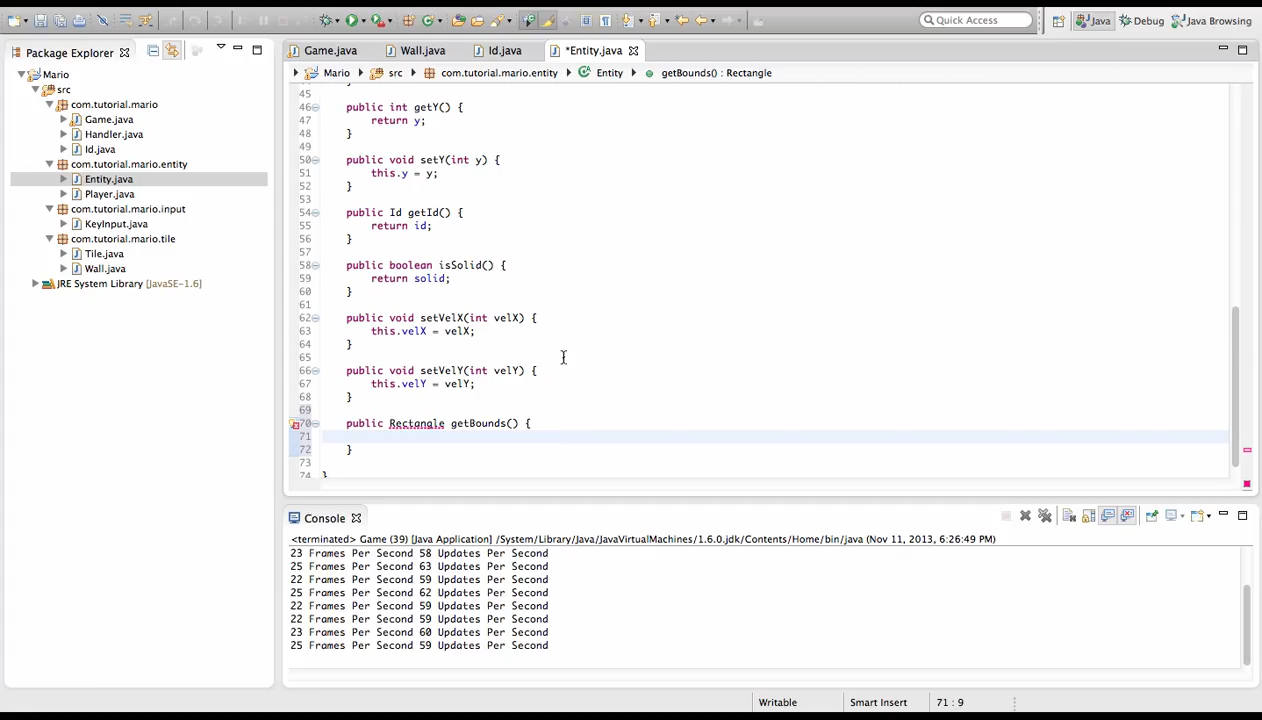 Quick Access
Java
Debug
Java Browsing
Package Explorer
Mario
src
com.tutorial.mario
Game.java
Handler.java
Id.java
com.tutorial.mario.entity
Entity.java
Player.java
com.tutorial.mario.input
KeyInput.java
com.tutorial.mario.tile
Tile.java
Wall.java
JRE System Library [JavaSE-1.6]
Game.java Wall.java Id.java *Entity.java
Mario src com.tutorial.mario.entity Entity getBounds() : Rectangle
45
46 public int getY() {
47 return y;
48 }
49
50 public void setY(int y) {
51 this.y = y;
52 }
53
54 public Id getId() {
55 return id;
56 }
57
58 public boolean isSolid() {
59 return solid;
60 }
61
62 public void setVelX(int velX) {
63 this.velX = velX;
64 }
65
66 public void setVelY(int velY) {
67 this.velY = velY;
68 }
69
70 public Rectangle getBounds() {
71
72 }
73
74 }
Console
<terminated> Game (39) [Java Application] /System/Library/Java/JavaVirtualMachines/1.6.0.jdk/Contents/Home/bin/java (Nov 11, 2013, 6:26:49 PM)
23 Frames Per Second 58 Updates Per Second
25 Frames Per Second 63 Updates Per Second
22 Frames Per Second 59 Updates Per Second
25 Frames Per Second 62 Updates Per Second
22 Frames Per Second 59 Updates Per Second
22 Frames Per Second 59 Updates Per Second
23 Frames Per Second 60 Updates Per Second
25 Frames Per Second 59 Updates Per Second
Writable
Smart Insert
71 : 9